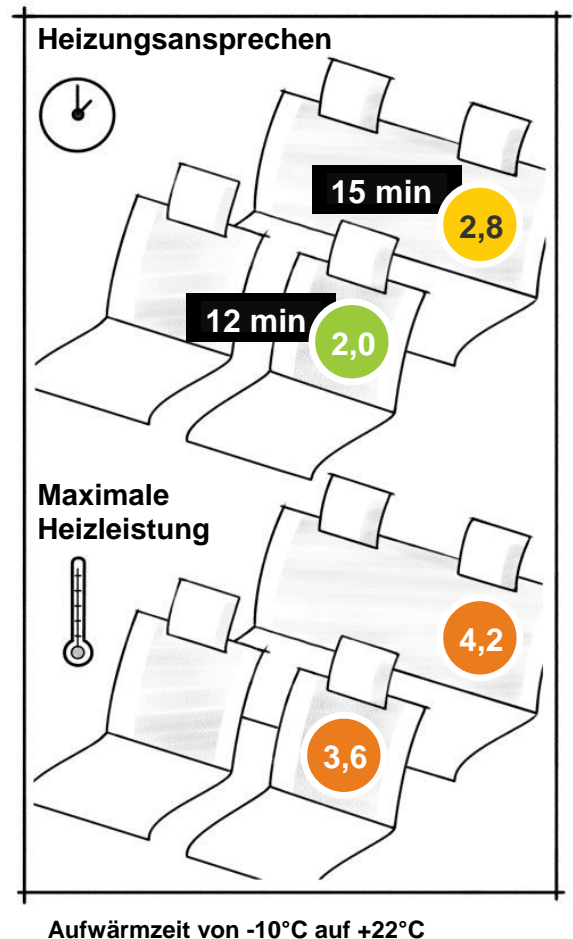 Heizungsansprechen
15 min
2,8
12 min
2,0
Maximale
Heizleistung
4,2
3,6
Aufwärmzeit von -10°C auf +22°C